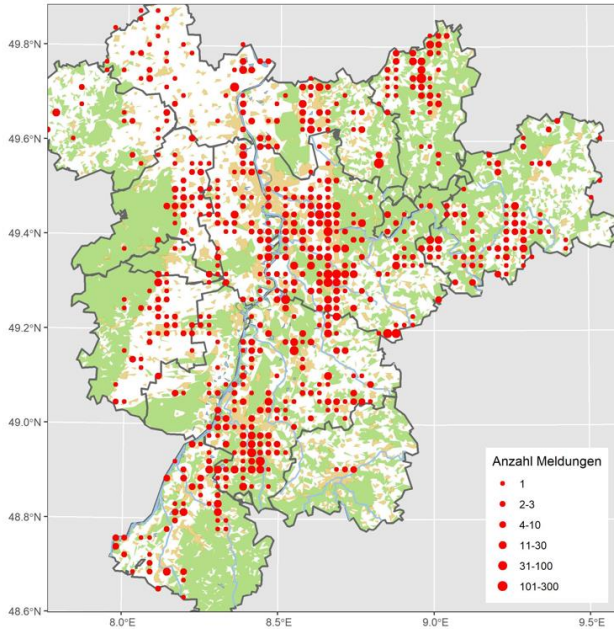 49.8°N
49.6°N
49.4°N
49.2°N
49.0°N
48.8°N
48.6°N
8.0°E 8.5°E 9.0°E 9.5°E
Anzahl Meldungen
1
2-3
4-10
11-30
31-100
101-300